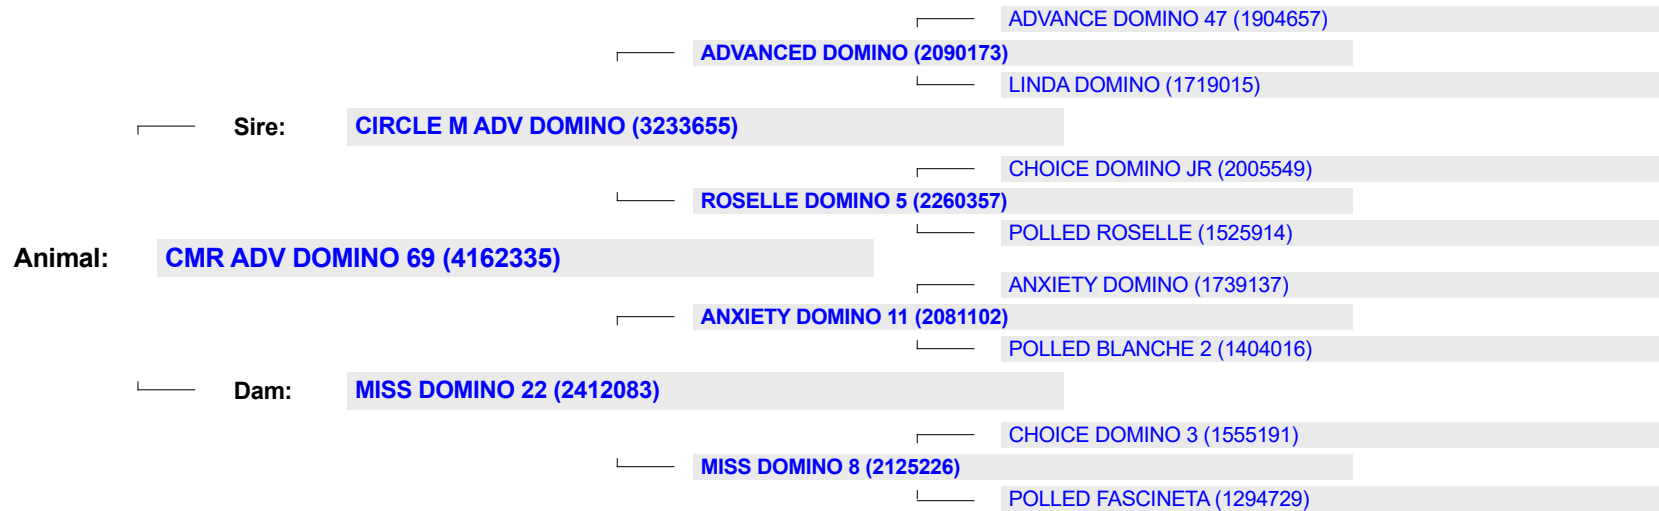 ADVANCE DOMINO 47 (1904657)
ADVANCED DOMINO (2090173)
LINDA DOMINO (1719015)
Sire: CIRCLE M ADV DOMINO (3233655)
CHOICE DOMINO JR (2005549)
ROSELLE DOMINO 5 (2260357)
POLLED ROSELLE (1525914)
Animal: CMR ADV DOMINO 69 (4162335)
ANXIETY DOMINO (1739137)
ANXIETY DOMINO 11 (2081102)
POLLED BLANCHE 2 (1404016)
Dam: MISS DOMINO 22 (2412083)
CHOICE DOMINO 3 (1555191)
MISS DOMINO 8 (2125226)
POLLED FASCINETA (1294729)